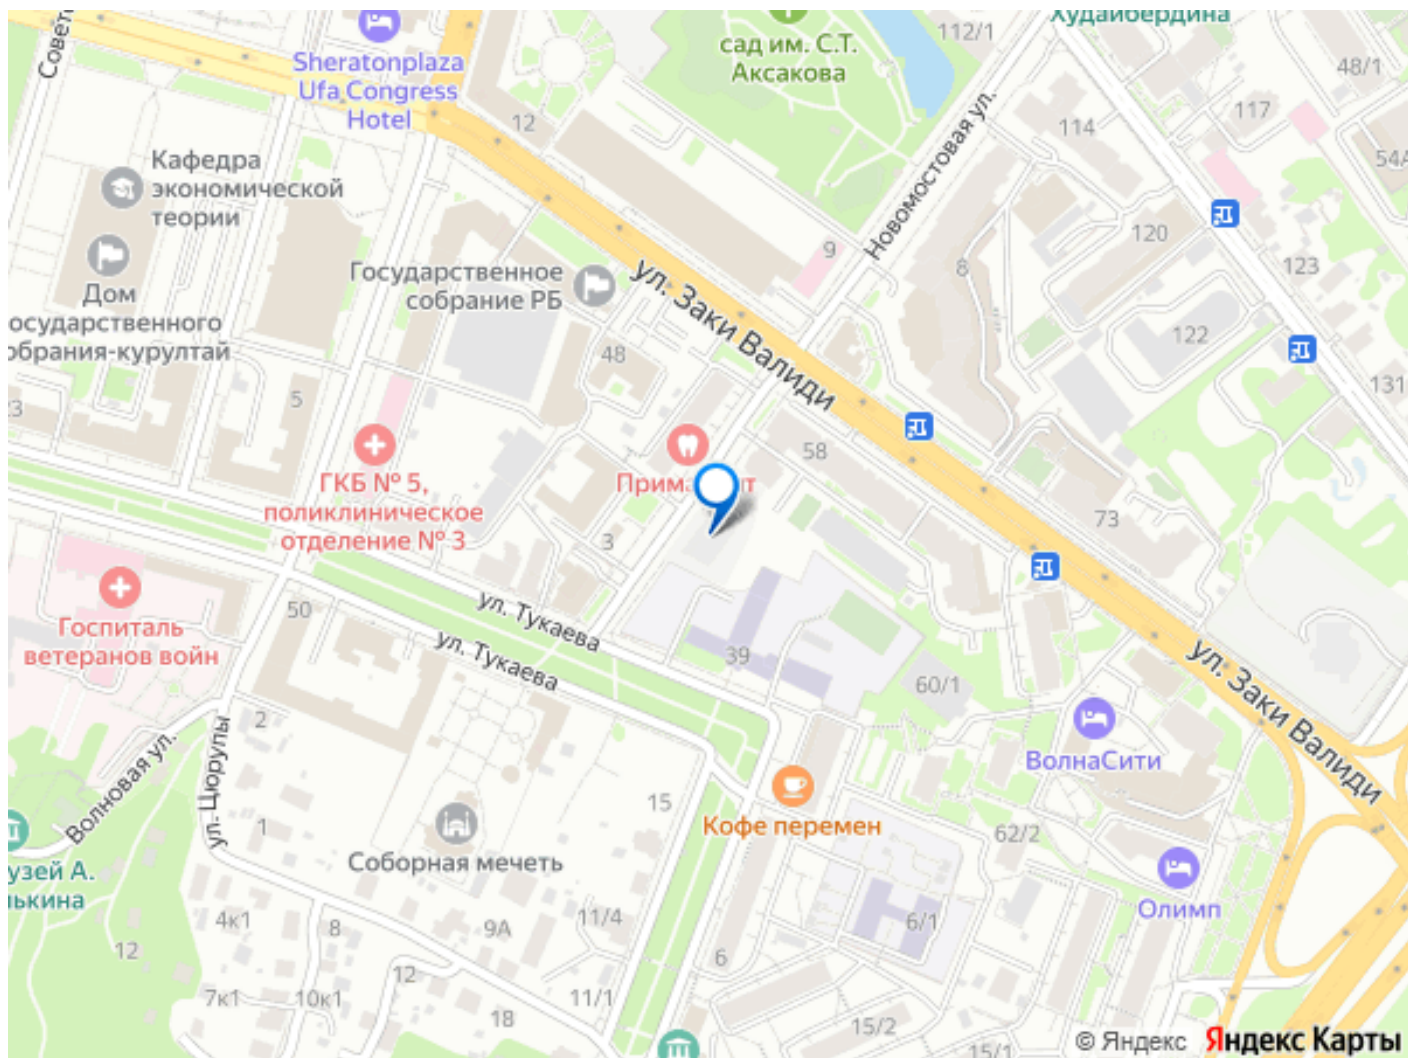 Худайбердина
Sheratonplaza
Ufa Congress
Hotel
сад им. С.Т.
Аксакова
112/1
48/1
117
114
54А
12
Новомостовая ул.
Кафедра
экономической
теории
120
9
8
123
Государственное
собрание РБ
Дом
осударственного
обрания-курултай
ул. Заки Валиди
122
48
131
5
23
58
ГКБ № 5,
поликлиническое
отделение № 3
3
73
50
Госпиталь
ветеранов войн
ул. Тукаева
ул. Тукаева
39
60/1
ул. Заки Валиди
2
Волновая ул.
ул. Цюрупы
ВолнаСити
15
1
Кофе перемен
62/2
Соборная мечеть
узей А.
лькина
Олимп
4к1
8
9А
11/4
6/1
12
12
6
7к1
10к1
11/1
18
15/2
15/1
© Яндекс
Яндекс Карты